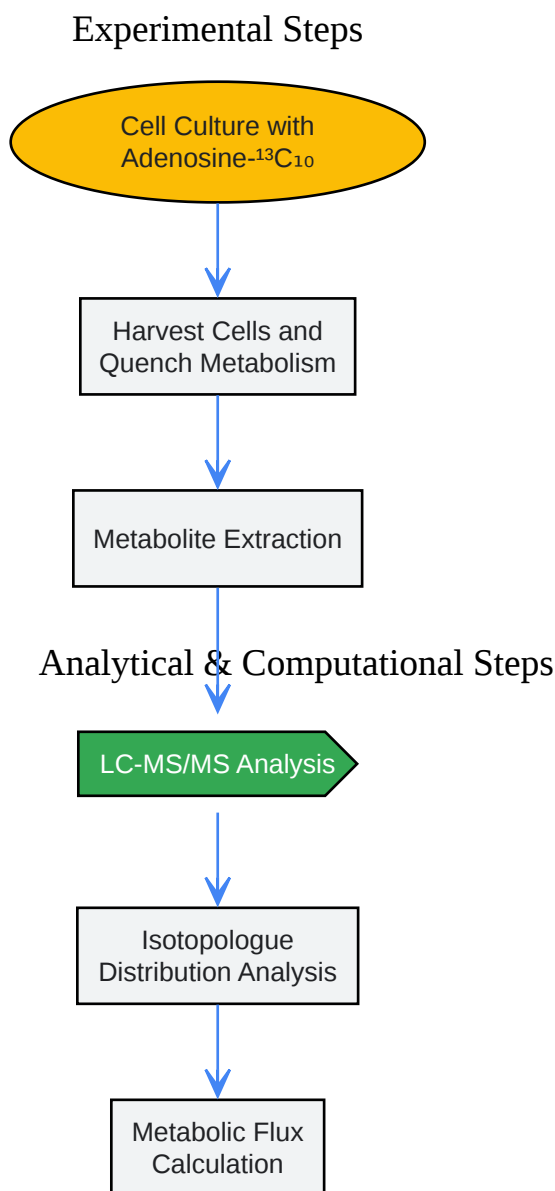 Experimental Steps
Cell Culture with
Adenosine-¹³C₁₀
Harvest Cells and
Quench Metabolism
Metabolite Extraction
Analytical & Computational Steps
LC-MS/MS Analysis
Isotopologue
Distribution Analysis
Metabolic Flux
Calculation